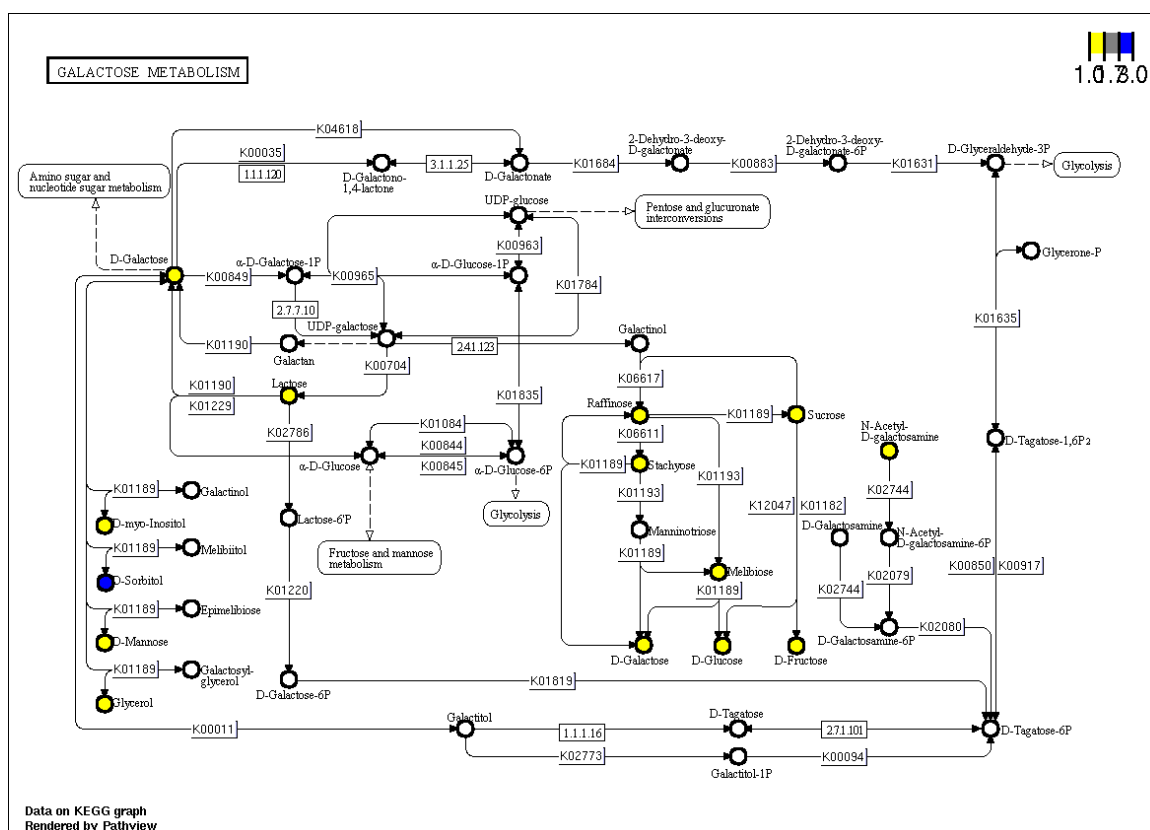 GALACTOSE METABOLISM
K04618
K00035
1.1.1.120
D-Galactono-
1,4-lactone
3.1.1.25
D-Galactonate
K01684
2-Dehydro-3-deoxy-
D-galactonate
K00883
2-Dehydro-3-deoxy-
D-galactonate-6P
K01631
D-Glyceraldehyde-3P
Glycolysis
Amino sugar and
nucleotide sugar metabolism
UDP-glucose
Pentose and glucuronate
interconversions
K00963
D-Galactose
K00849
α-D-Galactose-1P
K00965
α-D-Glucose-1P
K01784
Glycerone-P
2.7.7.10
UDP-galactose
K01635
K01190
Galactan
2.4.1.123
Galactinol
K00704
K01190
K01229
Lactose
K01835
K06617
Raffinose
K01189
Sucrose
K02786
K01084
K00844
K00845
α-D-Glucose
α-D-Glucose-6P
K06611
K01189
Stachyose
K01193
K01193
N-Acetyl-
D-galactosamine
D-Tagatose-1,6P2
K02744
K01189
Galactinol
D-myo-Inositol
Lactose-6'P
Glycolysis
K12047
K01182
Manninotriose
D-Galactosamine
N-Acetyl-
D-galactosamine-6P
K01189
Melibiitol
D-Sorbitol
Fructose and mannose
metabolism
K01189
Melibiose
K01189
K00850
K00917
K02744
K02079
K01220
K01189
Epimelibiose
D-Mannose
D-Galactosamine-6P
K02080
D-Galactose
D-Glucose
D-Fructose
K01189
Galactosyl-
glycerol
Glycerol
D-Galactose-6P
K01819
K00011
Galactitol
1.1.1.16
D-Tagatose
2.7.1.101
D-Tagatose-6P
K02773
Galactitol-1P
K00094
Data on KEGG graph
Rendered by Pathview